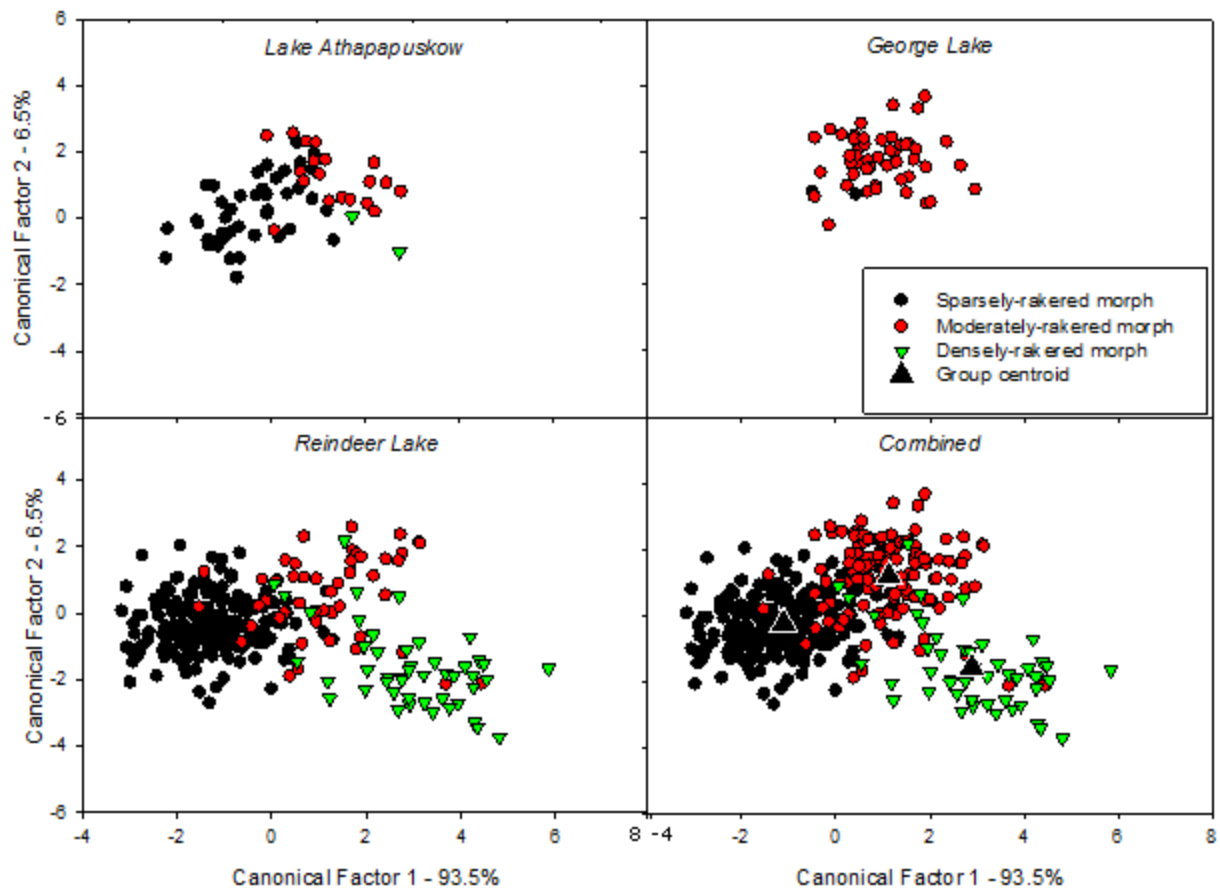 6
Lake Athapapuskow
George Lake
4
2
0
-2
-4
-6
Canonical Factor 2 - 6.5%
Sparsely-rakered morph
Moderately-rakered morph
Densely-rakered morph
Group centroid
Reindeer Lake
Combined
4
2
0
-2
-4
-6
Canonical Factor 2 - 6.5%
-4 -2 0 2 4 6 8 -4 -2 0 2 4 6 8
Canonical Factor 1 - 93.5%
Canonical Factor 1 - 93.5%